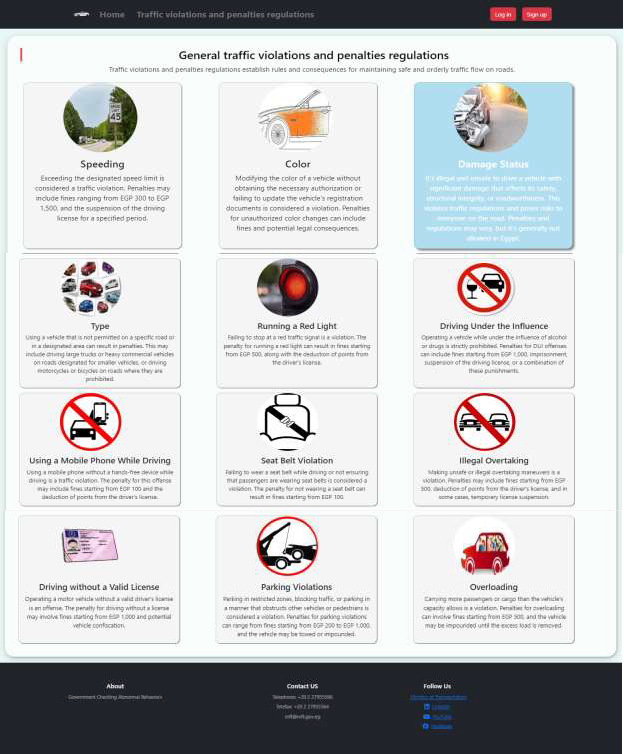 Home Traffic violations and penalties regulations Log in Sign up
General traffic violations and penalties regulations
Traffic violations and penalties regulations establish rules and consequences for maintaining safe and orderly traffic flow on roads.
SPEED
LIMIT
45
Speeding
Exceeding the designated speed limit is
considered a traffic violation. Penalties may
include fines ranging from EGP 300 to EGP
1,500, and the suspension of the driving
license for a specified period.
Color
Modifying the color of a vehicle without
obtaining the necessary authorization or
failing to update the vehicle's registration
documents is considered a violation. Penalties
for unauthorized color changes can include
fines and potential legal consequences.
Damage Status
It's illegal and unsafe to drive a vehicle with
significant damage that affects its safety,
structural integrity, or roadworthiness. This
violates traffic regulations and poses risks to
everyone on the road. Penalties and
regulations may vary, but it's generally not
allowed in Egypt.
Type
Using a vehicle that is not permitted on a specific road or
in a designated area can result in penalties. This may
include driving large trucks or heavy commercial vehicles
on roads designated for smaller vehicles, or driving
motorcycles or bicycles on roads where they are
prohibited.
Running a Red Light
Failing to stop at a red traffic signal is a violation. The
penalty for running a red light can result in fines starting
from EGP 500, along with the deduction of points from
the driver's license.
Driving Under the Influence
Operating a vehicle while under the influence of alcohol
or drugs is strictly prohibited. Penalties for DUI offenses
can include fines starting from EGP 1,000, imprisonment,
suspension of the driving license, or a combination of
these punishments.
Using a Mobile Phone While Driving
Using a mobile phone without a hands-free device while
driving is a traffic violation. The penalty for this offense
may include fines starting from EGP 100 and the
deduction of points from the driver's license.
Seat Belt Violation
Failing to wear a seat belt while driving or not ensuring
that passengers are wearing seat belts is considered a
violation. The penalty for not wearing a seat belt can
result in fines starting from EGP 100.
Illegal Overtaking
Making unsafe or illegal overtaking maneuvers is a
violation. Penalties may include fines starting from EGP
500, deduction of points from the driver's license, and in
some cases, temporary license suspension.
Driving without a Valid License
Operating a motor vehicle without a valid driver's license
is an offense. The penalty for driving without a license
may involve fines starting from EGP 1,000 and potential
vehicle confiscation.
Parking Violations
Parking in restricted zones, blocking traffic, or parking in
a manner that obstructs other vehicles or pedestrians is
considered a violation. Penalties for parking violations
can range from fines starting from EGP 200 to EGP 1,000,
and the vehicle may be towed or impounded.
Overloading
Carrying more passengers or cargo than the vehicle's
capacity allows is a violation. Penalties for overloading
can involve fines starting from EGP 500, and the vehicle
may be impounded until the excess load is removed.
About
Government Checking Abnormal Behaviors
Contact US
Telephones: +20 2
Telefax: +20 2
Follow Us
Ministry of Transportation
LinkedIn
YouTube
Facebook